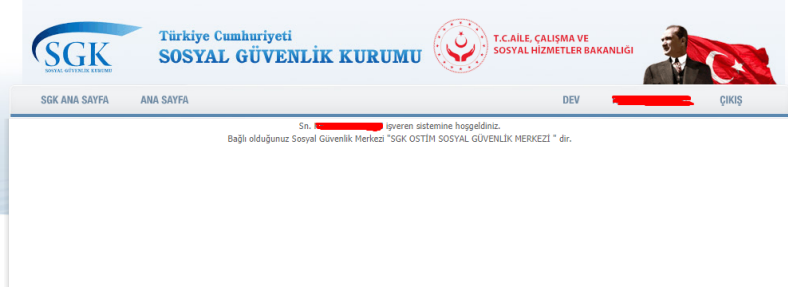 SGK
SOSYAL GÜVENLİK KURUMU
Türkiye Cumhuriyeti
SOSYAL GÜVENLİK KURUMU
T.C.AİLE, ÇALIŞMA VE
SOSYAL HİZMETLER BAKANLIĞI
SGK ANA SAYFA ANA SAYFA DEV ÇIKIŞ
Sn. işveren sistemine hoşgeldiniz.
Bağlı olduğunuz Sosyal Güvenlik Merkezi "SGK OSTİM SOSYAL GÜVENLİK MERKEZİ " dir.